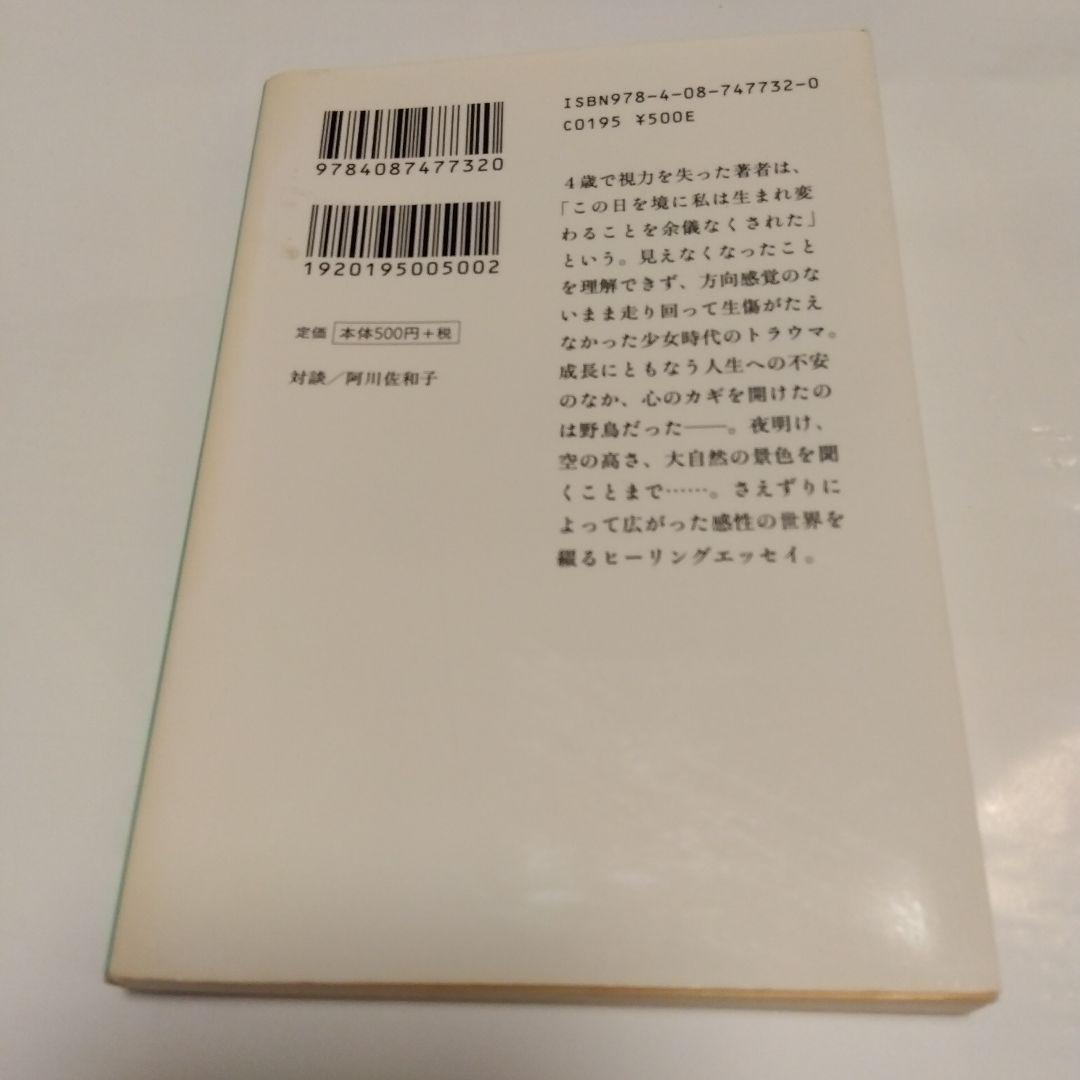 9784087477320
1920195005002
定価 本体500円+税
対談／阿川佐和子
ISBN978-4-08-747732-0
C0195 ¥500E
4歳で視力を失った著者は、
「この日を境に私は生まれ変
わることを余儀なくされた」
という。見えなくなったこと
を理解できず、方向感覚のな
いまま走り回って生傷がたえ
なかった少女時代のトラウマ。
成長にともなう人生への不安
のなか、心のカギを開けたの
は野鳥だった――。夜明け、
空の高さ、大自然の景色を聞
くことまで……。さえずりに
よって広がった感性の世界を
綴るヒーリングエッセイ。